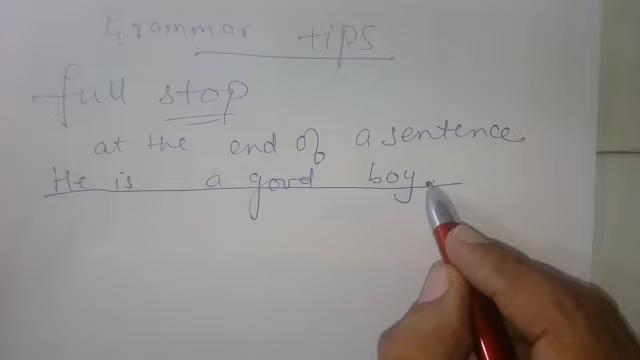 Grammar tips
full stop
at the end of a sentence.
He is a good boy.